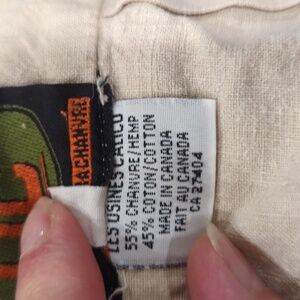 LES USINES CALICO
55% CHANVRE/HEMP
45% COTON/COTTON
MADE IN CANADA
FAIT AU CANADA
CA 27404